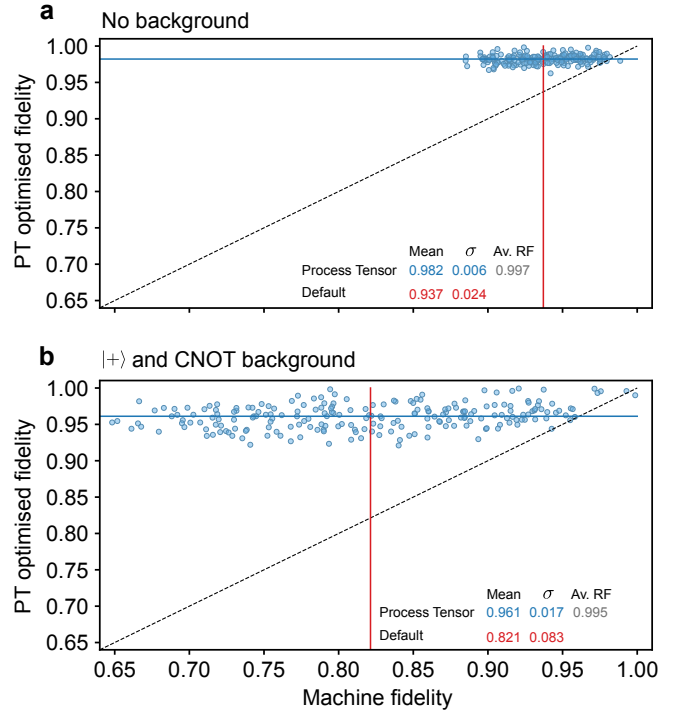 a No background
PT optimised fidelity
1.00
0.95
0.90
0.85
0.80
0.75
0.70
0.65
Mean σ Av. RF
Process Tensor 0.982 0.006 0.997
Default 0.937 0.024
b |+⟩ and CNOT background
PT optimised fidelity
1.00
0.95
0.90
0.85
0.80
0.75
0.70
0.65
Mean σ Av. RF
Process Tensor 0.961 0.017 0.995
Default 0.821 0.083
0.65 0.70 0.75 0.80 0.85 0.90 0.95 1.00
Machine fidelity